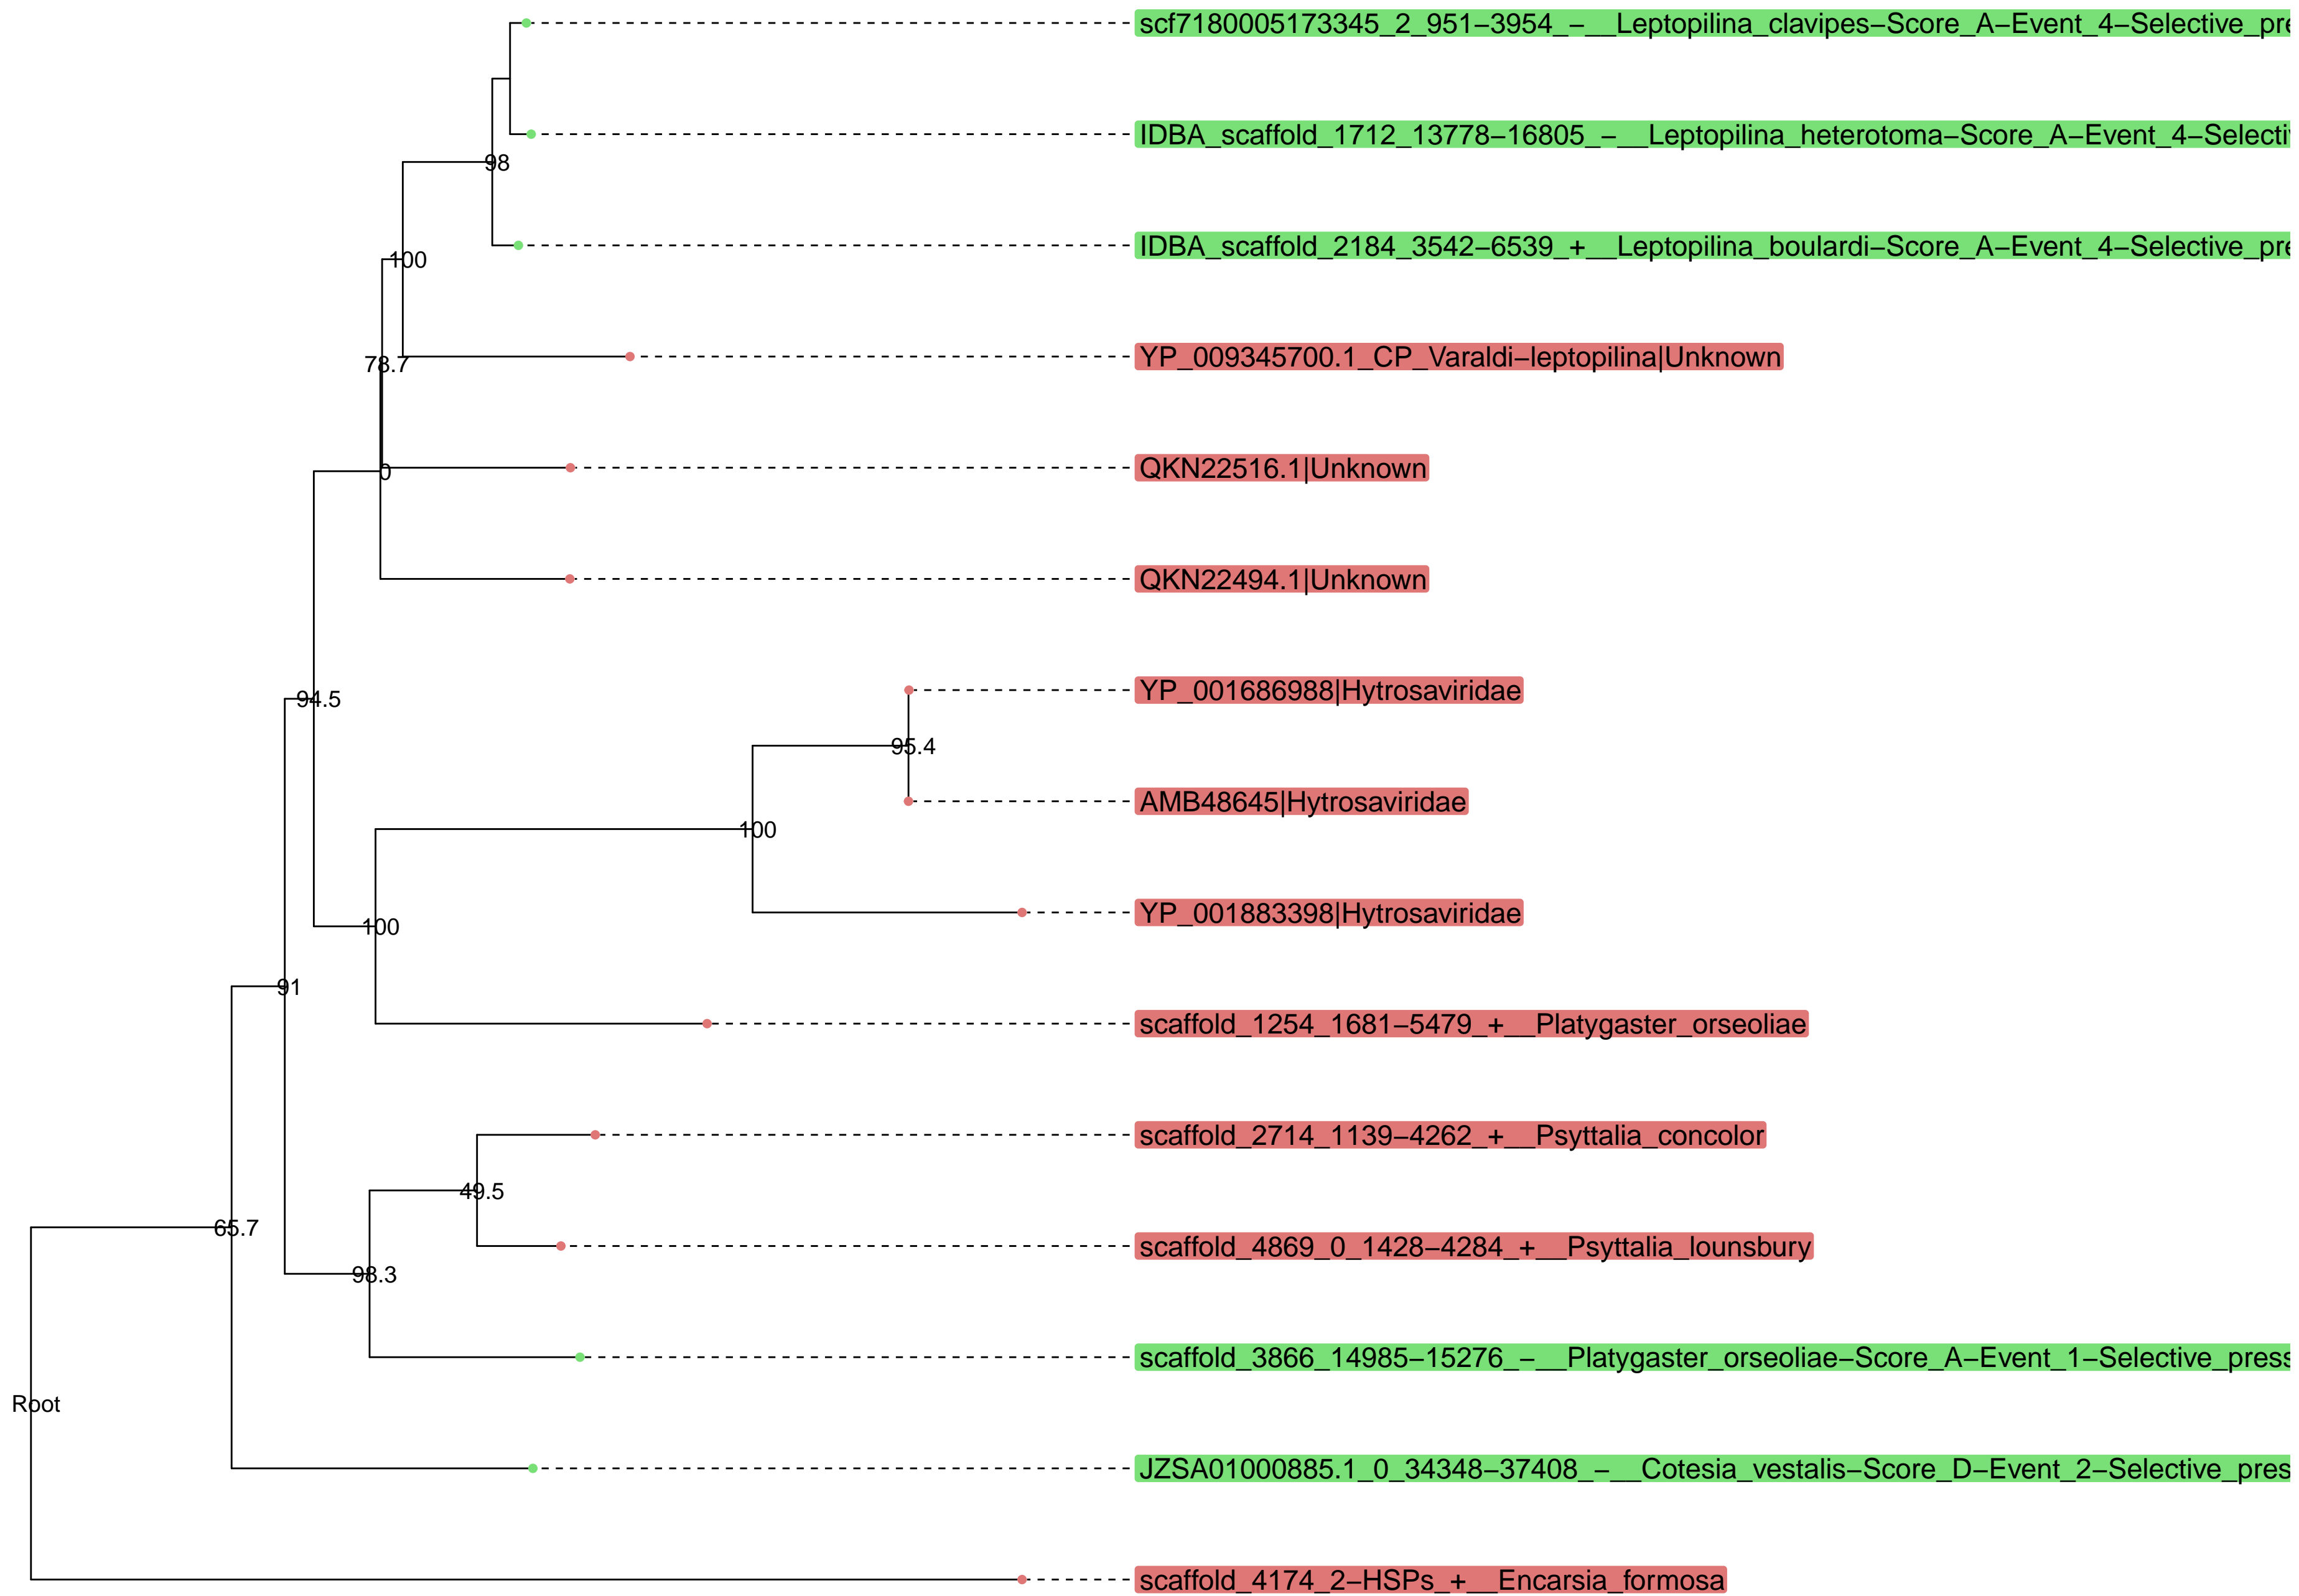 scf7180005173345_2_951−3954_−__Leptopilina_clavipes−Score_A−Event_4−Selective_pre
IDBA_scaffold_1712_13778−16805_−__Leptopilina_heterotoma−Score_A−Event_4−Selecti
98
IDBA_scaffold_2184_3542−6539_+__Leptopilina_boulardi−Score_A−Event_4−Selective_pre
100
YP_009345700.1_CP_Varaldi−leptopilina|Unknown
78.7
QKN22516.1|Unknown
0
QKN22494.1|Unknown
YP_001686988|Hytrosaviridae
94.5
95.4
AMB48645|Hytrosaviridae
100
YP_001883398|Hytrosaviridae
100
91
scaffold_1254_1681−5479_+__Platygaster_orseoliae
scaffold_2714_1139−4262_+__Psyttalia_concolor
49.5
65.7
scaffold_4869_0_1428−4284_+__Psyttalia_lounsbury
98.3
scaffold_3866_14985−15276_−__Platygaster_orseoliae−Score_A−Event_1−Selective_press
Root
JZSA01000885.1_0_34348−37408_−__Cotesia_vestalis−Score_D−Event_2−Selective_pres
scaffold_4174_2−HSPs_+__Encarsia_formosa